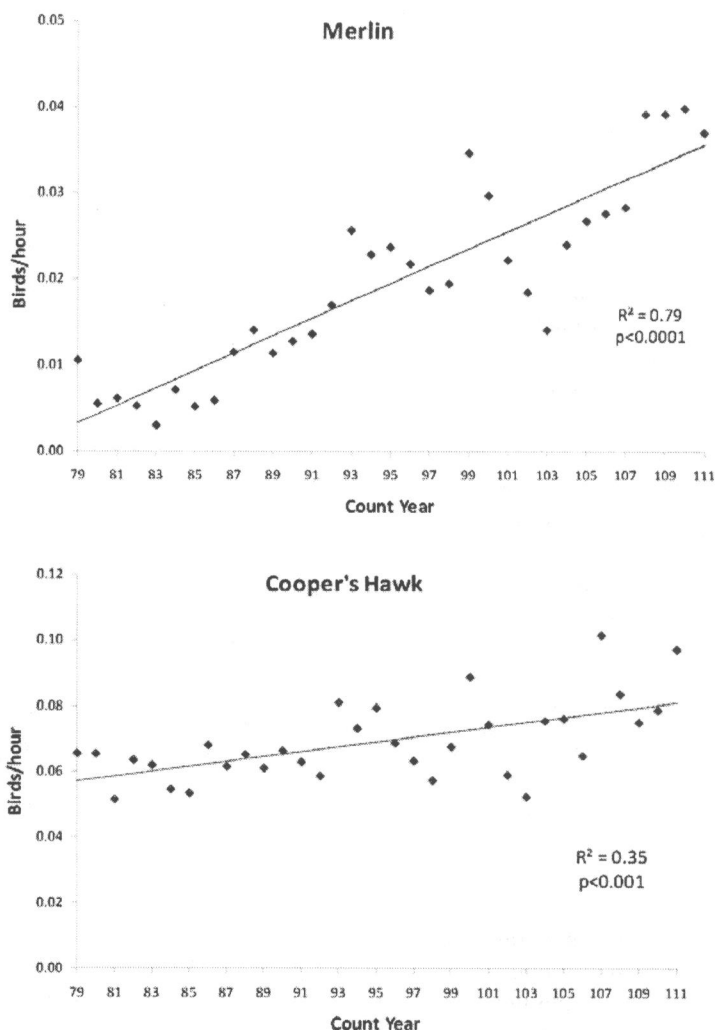 Merlin
0.05
0.04
0.03
0.02
0.01
0.00
Birds/hour
R² = 0.79
p<0.0001
79 81 83 85 87 89 91 93 95 97 99 101 103 105 107 109 111
Count Year
Cooper's Hawk
0.12
0.10
0.08
0.06
0.04
0.02
0.00
Birds/hour
R² = 0.35
p<0.001
79 81 83 85 87 89 91 93 95 97 99 101 103 105 107 109 111
Count Year